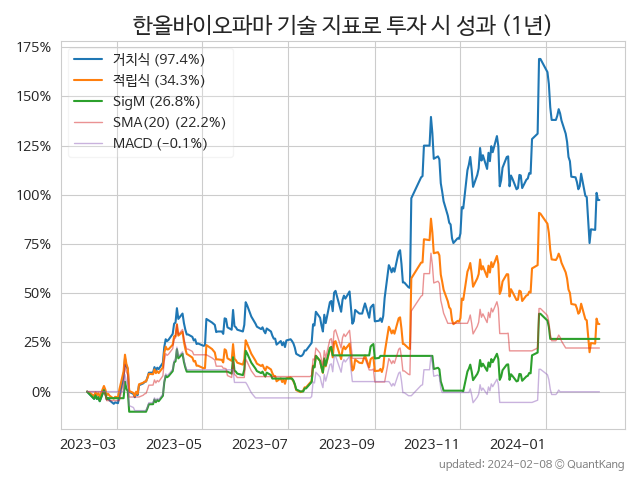 한올바이오파마 기술 지표로 투자 시 성과 (1년)
175%
150%
125%
100%
75%
50%
25%
0%
거치식 (97.4%)
적립식 (34.3%)
SigM (26.8%)
SMA(20) (22.2%)
MACD (-0.1%)
2023-03 2023-05 2023-07 2023-09 2023-11 2024-01
updated: 2024-02-08 © QuantKang